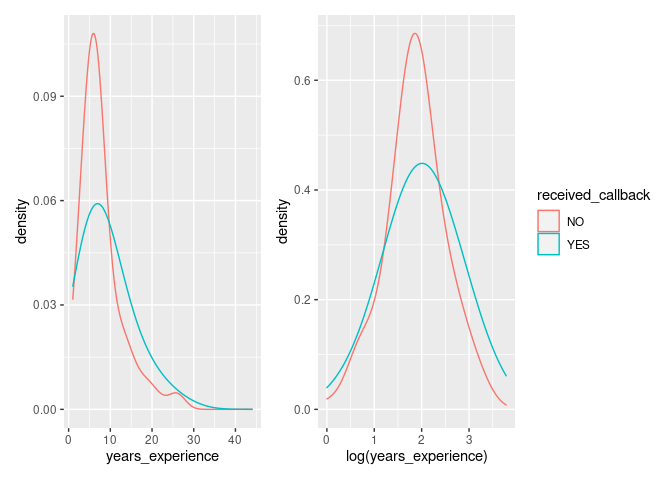 density
0.09
0.06
0.03
0.00
0 10 20 30 40
years_experience
density
0.6
0.4
0.2
0.0
0 1 2 3
log(years_experience)
received_callback
NO
YES